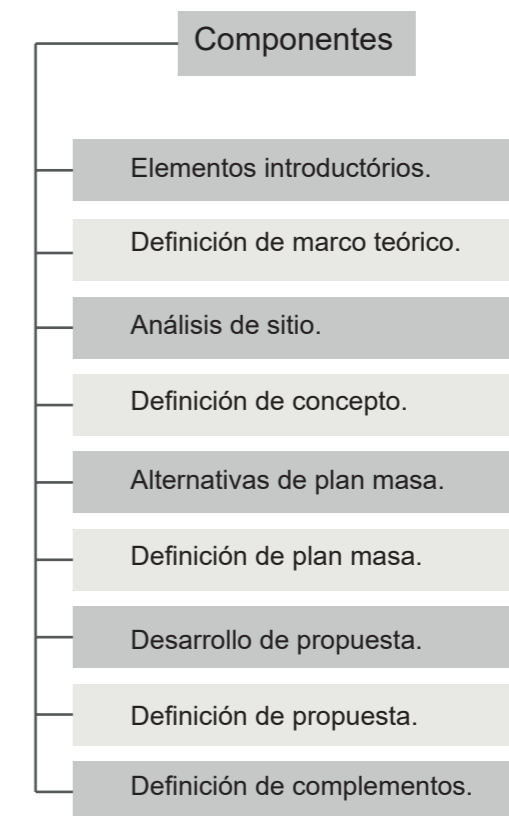 Componentes
Elementos introductórios.
Definición de marco teórico.
Análisis de sitio.
Definición de concepto.
Alternativas de plan masa.
Definición de plan masa.
Desarrollo de propuesta.
Definición de propuesta.
Definición de complementos.